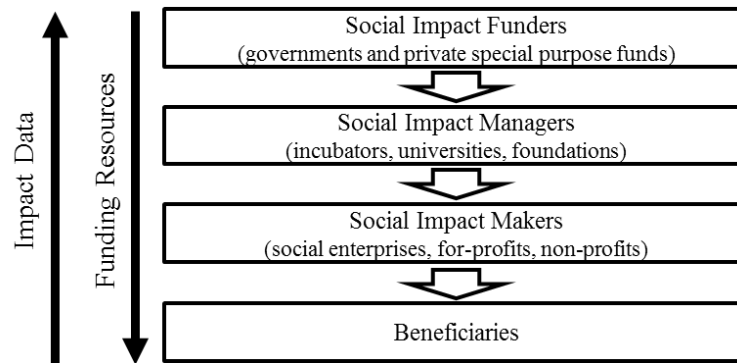 Impact Data
Funding Resources
Social Impact Funders
(governments and private special purpose funds)
Social Impact Managers
(incubators, universities, foundations)
Social Impact Makers
(social enterprises, for-profits, non-profits)
Beneficiaries